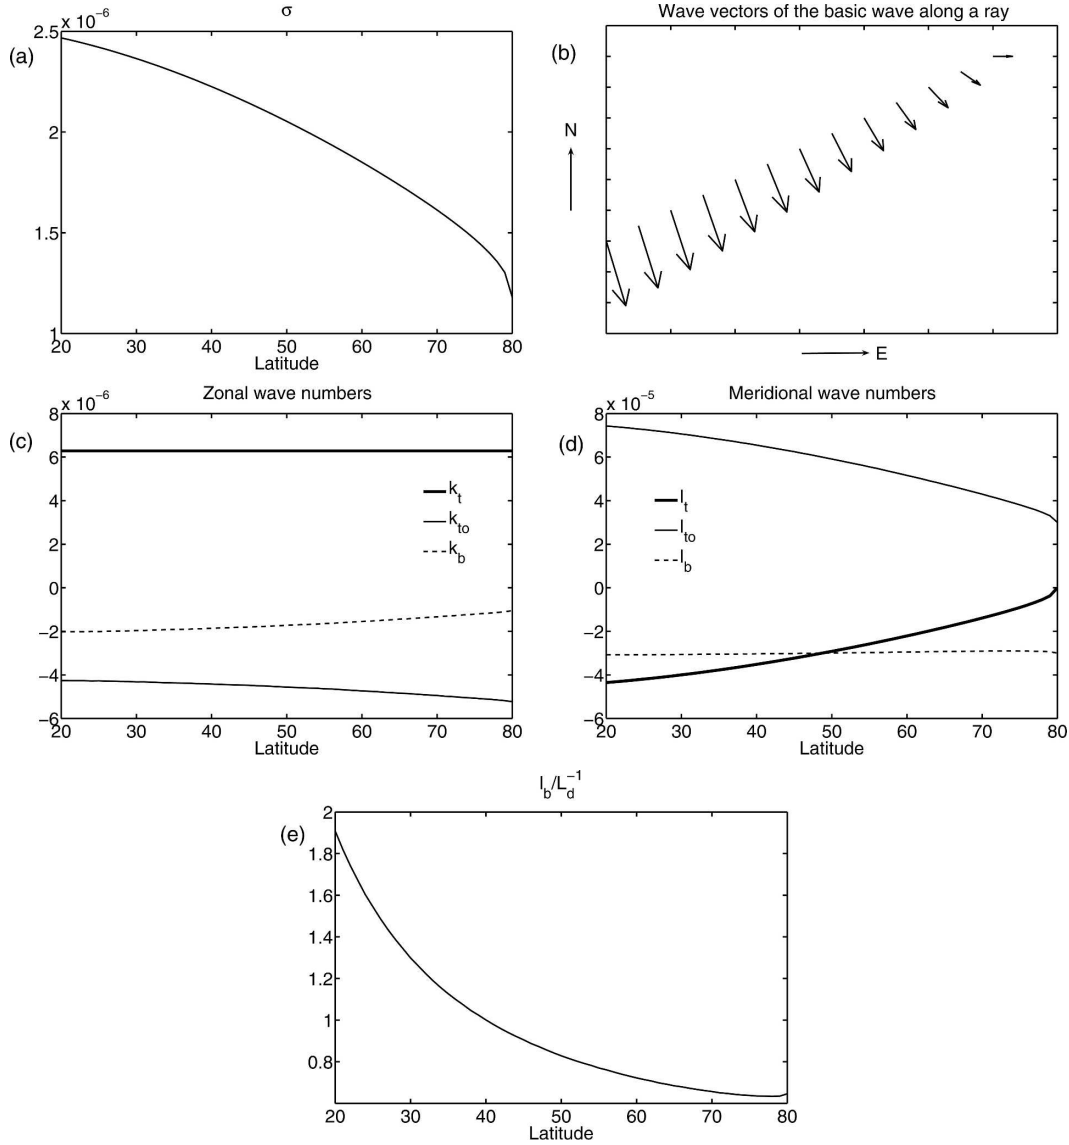 σ
(a)
x 10⁻⁶
2.5
2
1.5
1
20 30 40 50 60 70 80
Latitude
Wave vectors of the basic wave along a ray
(b)
N
E
Zonal wave numbers
(c)
x 10⁻⁶
8
6
4
2
0
−2
−4
−6
k_t
k_to
k_b
20 30 40 50 60 70 80
Latitude
Meridional wave numbers
(d)
x 10⁻⁵
8
6
4
2
0
−2
−4
−6
l_t
l_to
l_b
20 30 40 50 60 70 80
Latitude
l_b/L_d⁻¹
(e)
2
1.8
1.6
1.4
1.2
1
0.8
20 30 40 50 60 70 80
Latitude